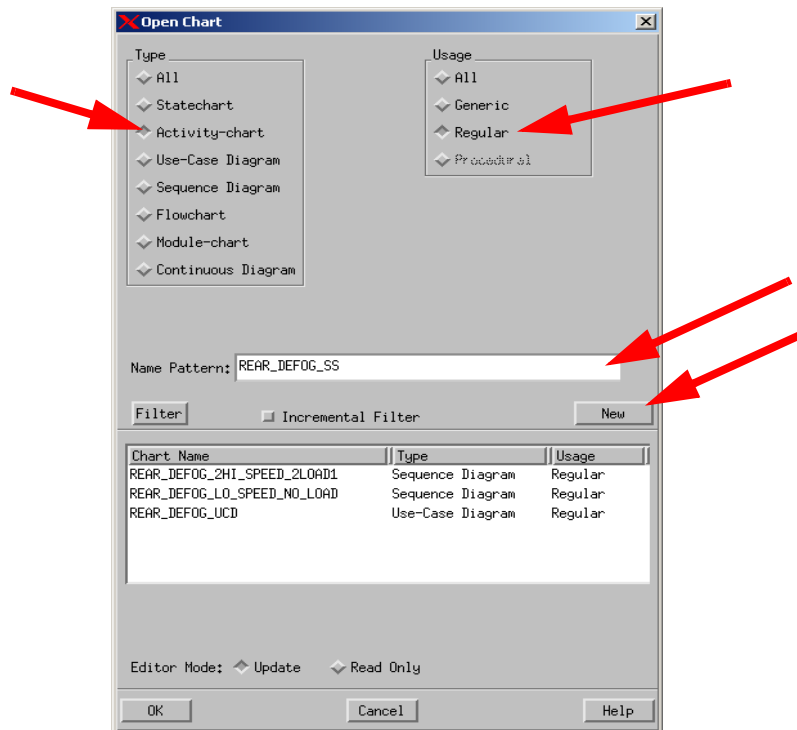 Open Chart
Type
All
Statechart
Activity-chart
Use-Case Diagram
Sequence Diagram
Flowchart
Module-chart
Continuous Diagram
Usage
All
Generic
Regular
Procedural
Name Pattern: REAR_DEFOG_SS
Filter Incremental Filter New
Chart Name Type Usage
REAR_DEFOG_2HI_SPEED_2LOAD1 Sequence Diagram Regular
REAR_DEFOG_LO_SPEED_NO_LOAD Sequence Diagram Regular
REAR_DEFOG_UCD Use-Case Diagram Regular
Editor Mode: Update Read Only
OK Cancel Help